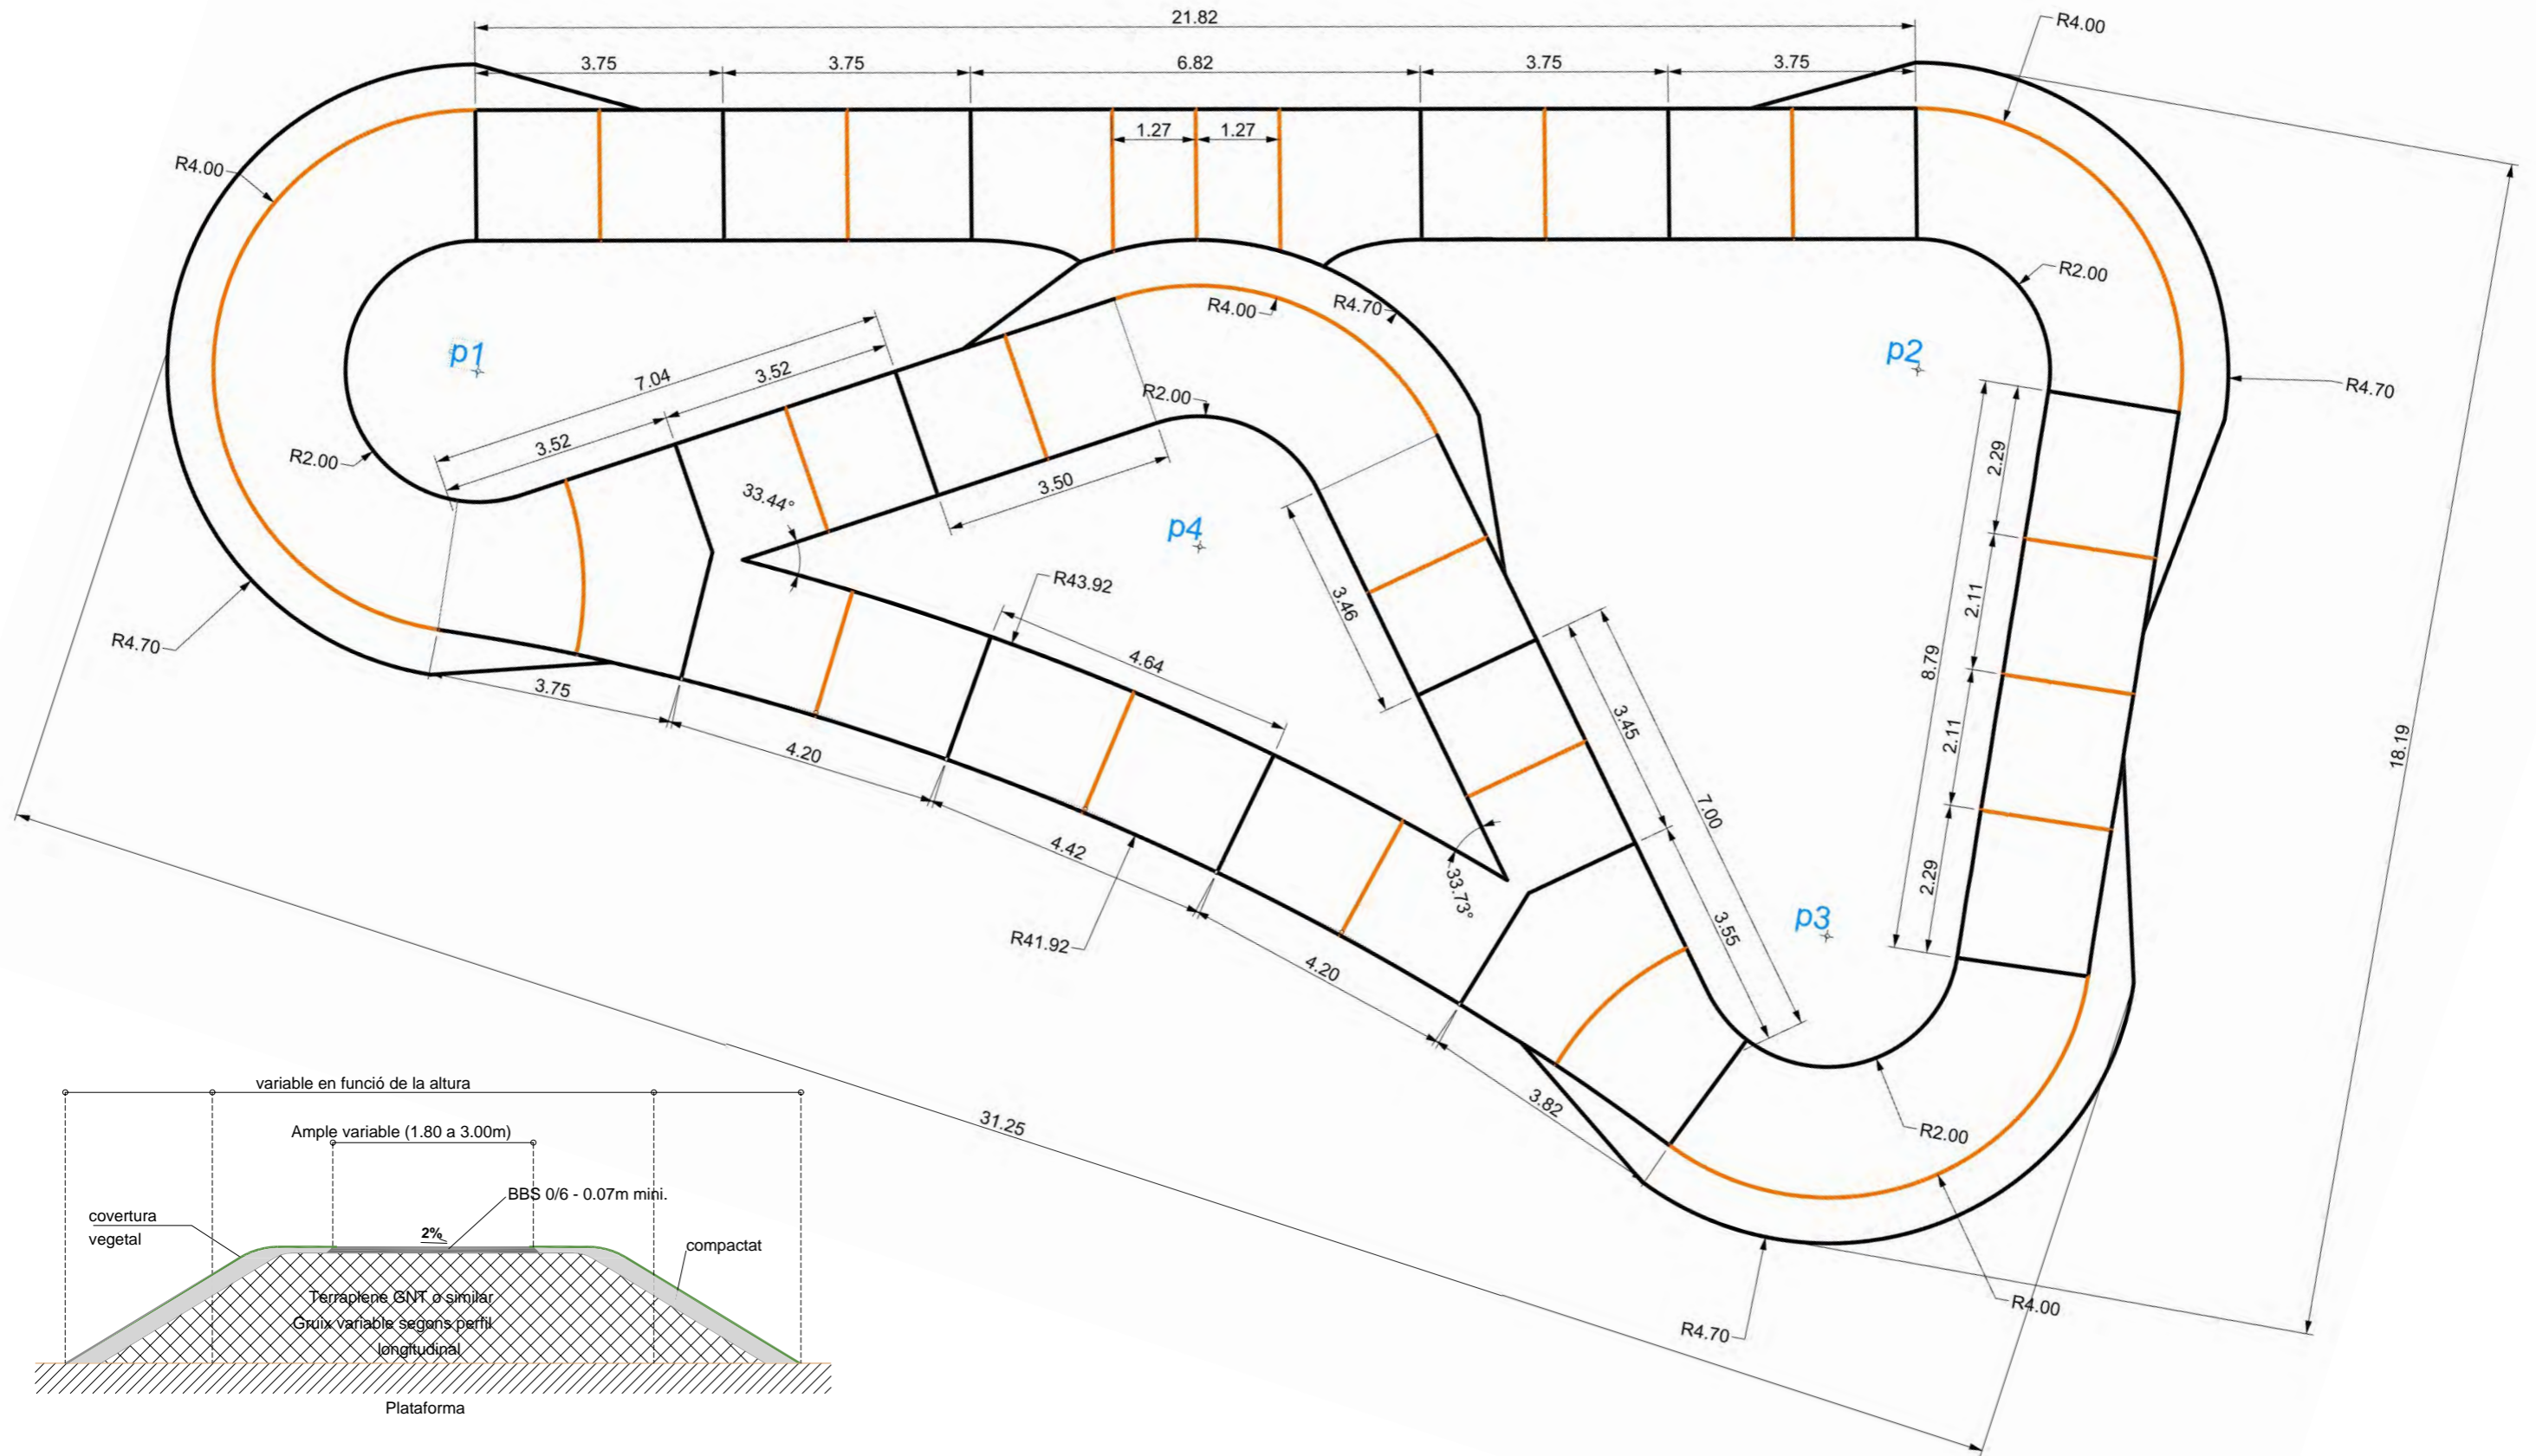 21.82
R4.00
3.75
3.75
6.82
3.75
3.75
1.27
1.27
R4.00
R2.00
R4.00
R4.70
p1
p2
R4.70
7.04
3.52
R2.00
3.52
R2.00
2.29
3.50
33.44°
p4
R43.92
3.46
2.11
R4.70
4.64
8.79
3.75
3.45
2.11
18.19
4.20
7.00
4.42
33.73°
2.29
p3
R41.92
3.55
4.20
3.82
31.25
R2.00
R4.00
R4.70
variable en funció de la altura
Ample variable (1.80 a 3.00m)
BBS 0/6 - 0.07m mini.
covertura
vegetal
2%
compactat
Terraplene GNT o similar
Gruix variable segons perfil
longitudinal
Plataforma